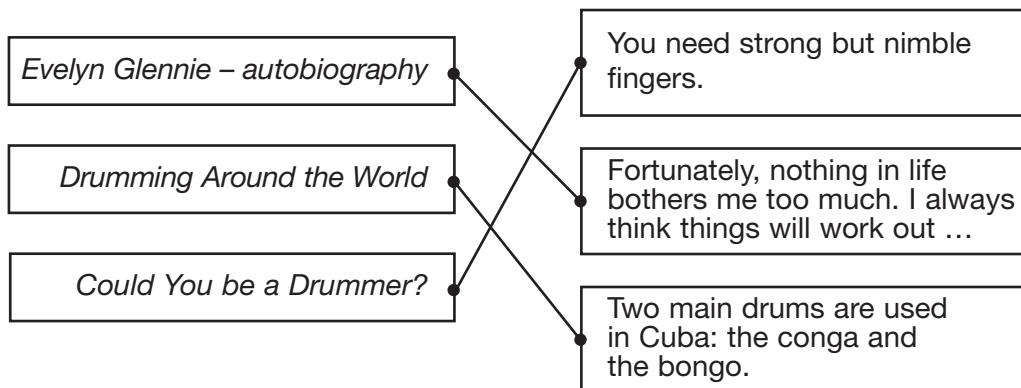 Evelyn Glennie – autobiography
Drumming Around the World
Could You be a Drummer?
You need strong but nimble
fingers.
Fortunately, nothing in life
bothers me too much. I always
think things will work out …
Two main drums are used
in Cuba: the conga and
the bongo.